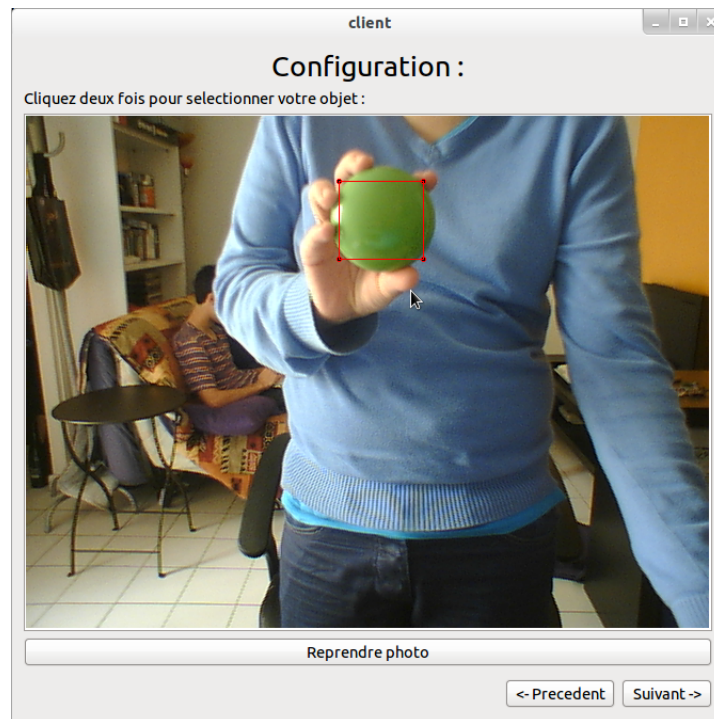 client
Configuration :
Cliquez deux fois pour selectionner votre objet :
Reprendre photo
<- Precedent Suivant ->